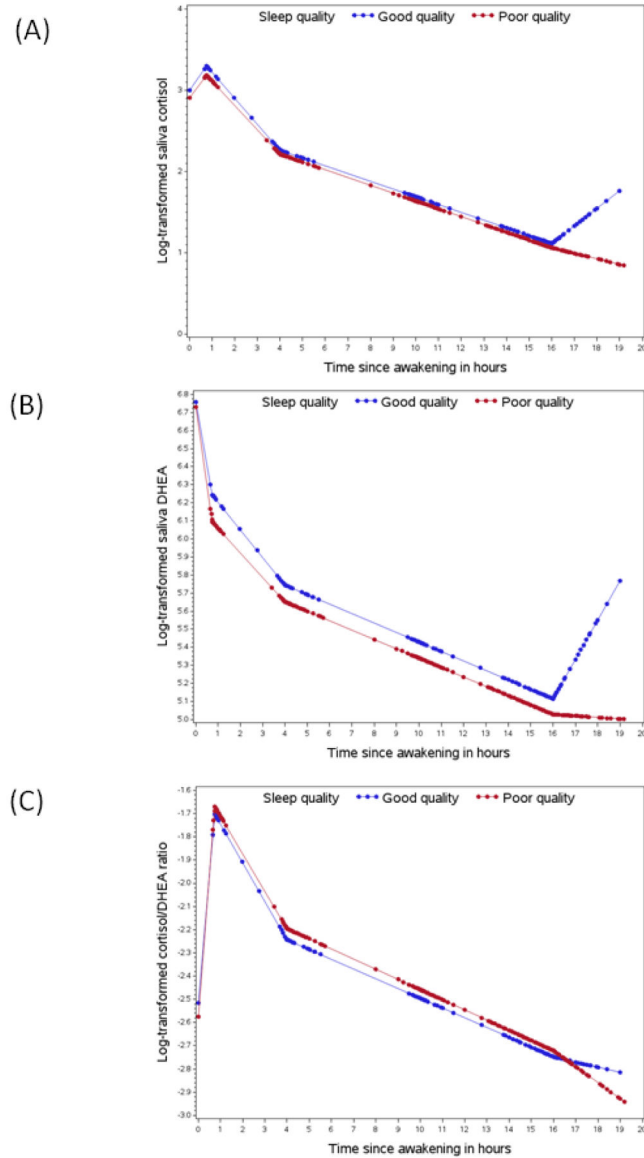 (A)
Sleep quality Good quality Poor quality
Log-transformed saliva cortisol
4
3
2
1
0
0 1 2 3 4 5 6 7 8 9 10 11 12 13 14 15 16 17 18 19 20
Time since awakening in hours
(B)
Sleep quality Good quality Poor quality
Log-transformed saliva DHEA
6.8
6.7
6.6
6.5
6.4
6.3
6.2
6.1
6.0
5.9
5.8
5.7
5.6
5.5
5.4
5.3
5.2
5.1
5.0
0 1 2 3 4 5 6 7 8 9 10 11 12 13 14 15 16 17 18 19 20
Time since awakening in hours
(C)
Sleep quality Good quality Poor quality
Log-transformed cortisol/DHEA ratio
-1.6
-1.7
-1.8
-1.9
-2.0
-2.1
-2.2
-2.3
-2.4
-2.5
-2.6
-2.7
-2.8
-2.9
-3.0
0 1 2 3 4 5 6 7 8 9 10 11 12 13 14 15 16 17 18 19 20
Time since awakening in hours